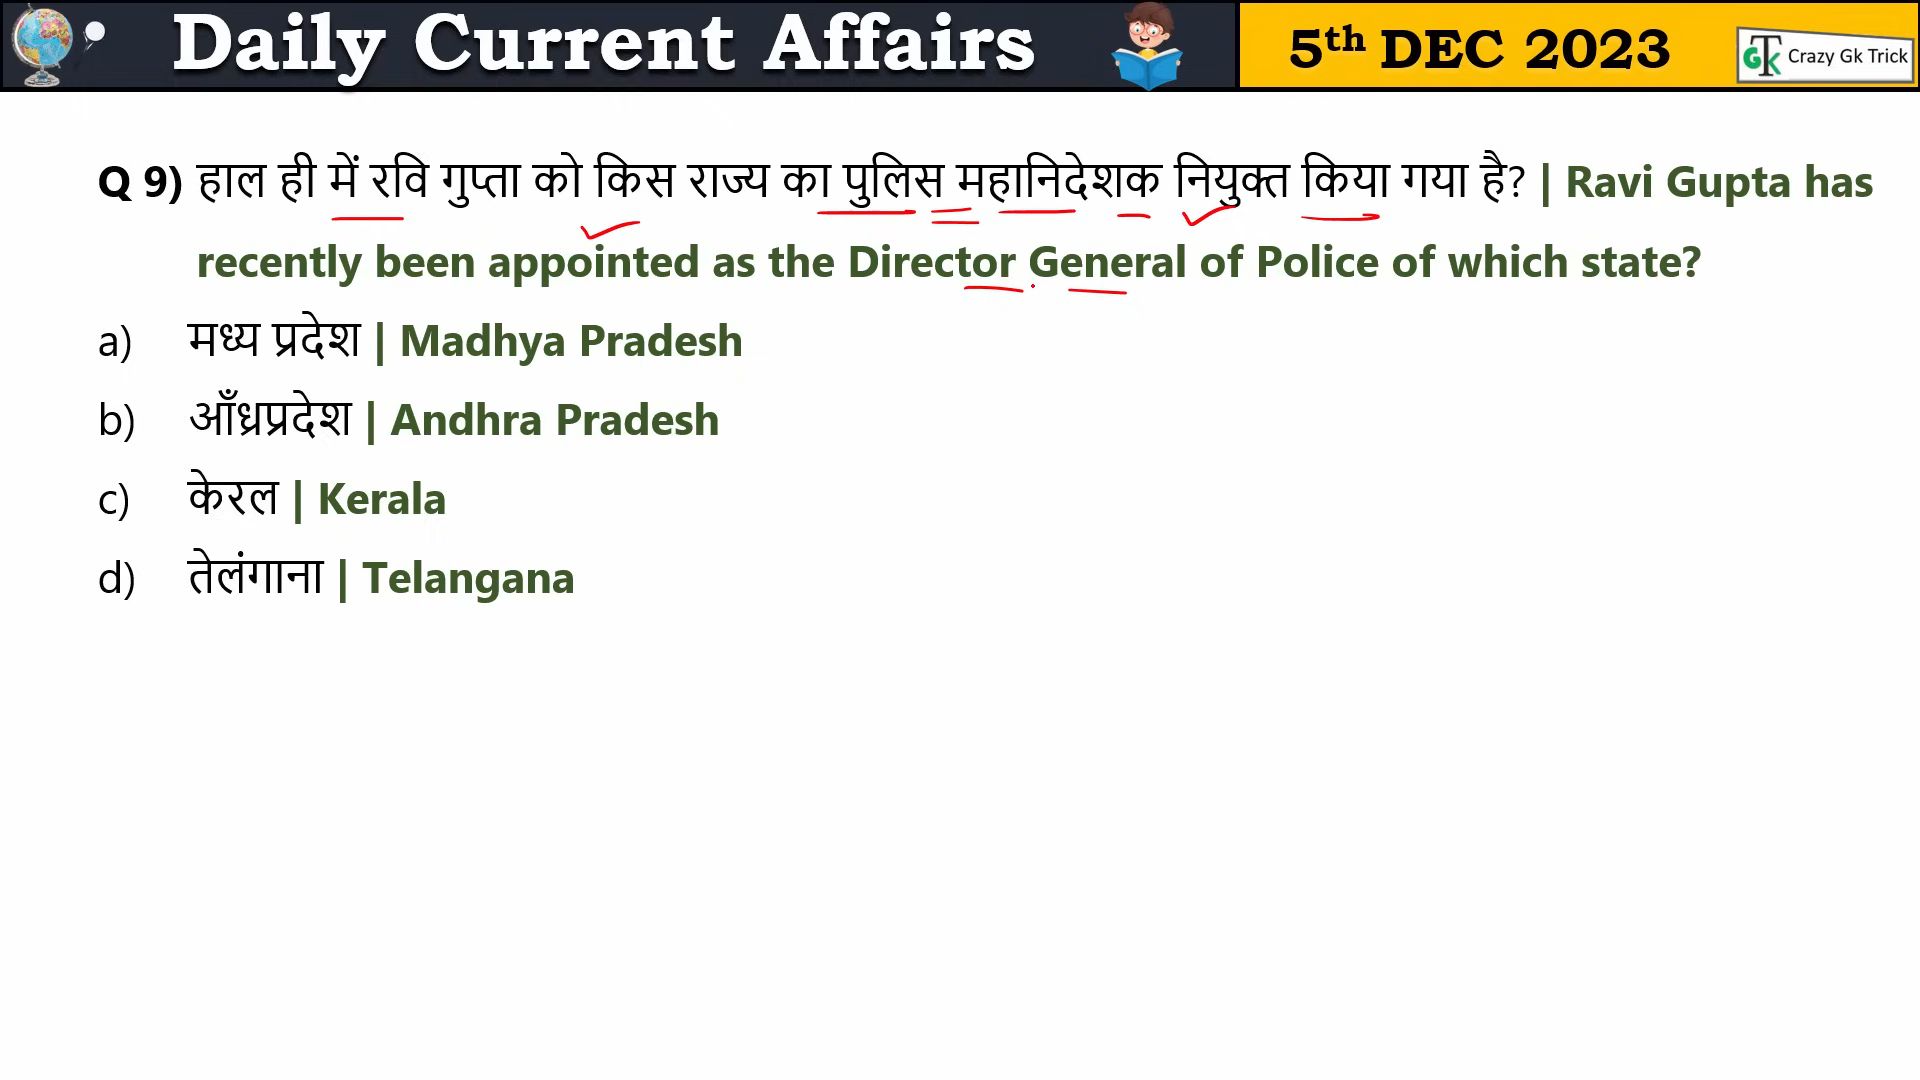 Daily Current Affairs
5th DEC 2023
GTK Crazy Gk Trick
Q 9) हाल ही में रवि गुप्ता को किस राज्य का पुलिस महानिदेशक नियुक्त किया गया है? | Ravi Gupta has
recently been appointed as the Director General of Police of which state?
a) मध्य प्रदेश | Madhya Pradesh
b) आँध्रप्रदेश | Andhra Pradesh
c) केरल | Kerala
d) तेलंगाना | Telangana